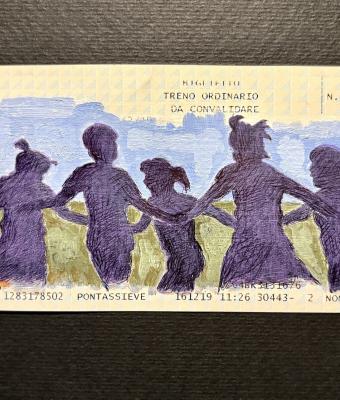 BIGLIETTO
TRENO ORDINARIO
DA CONVALIDARE
N.
1283178502 PONTASSIEVE 161219 11:26 30443- 2 NON